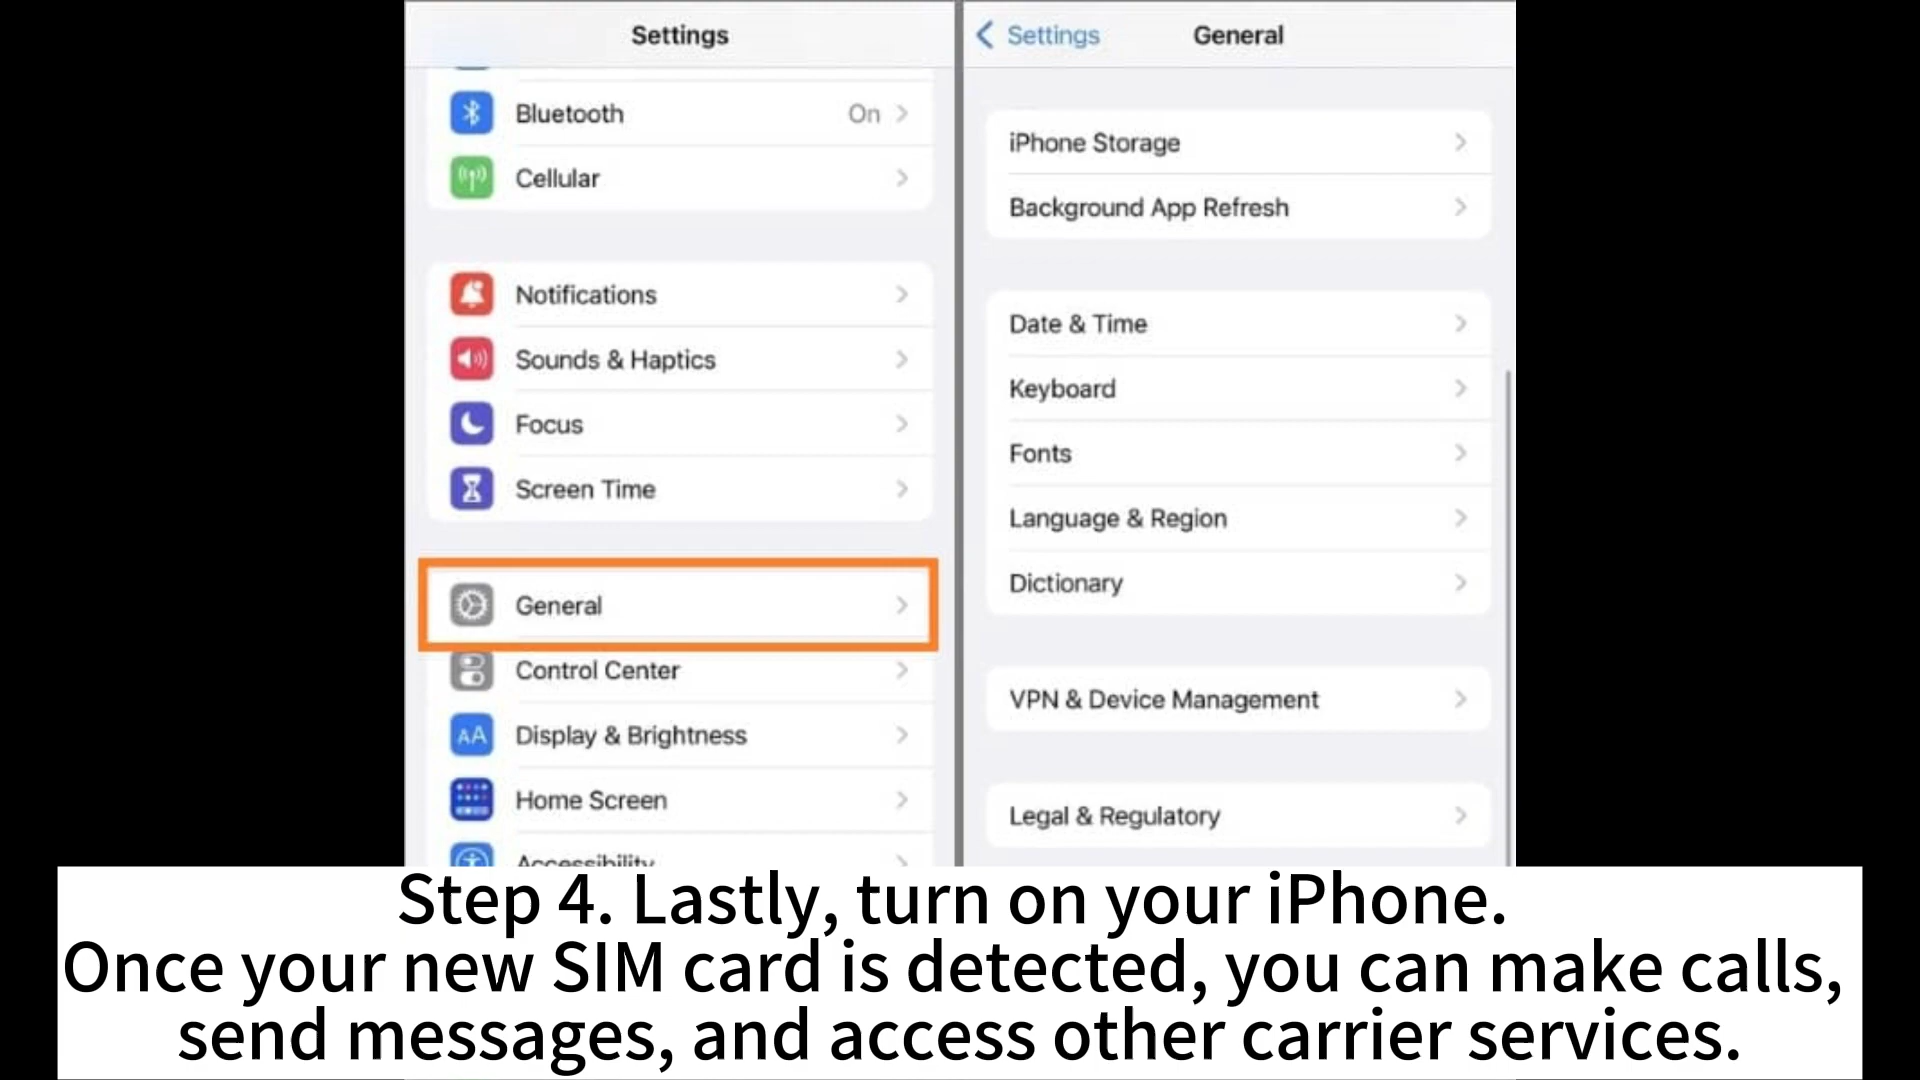 Settings
Bluetooth On
Cellular
Notifications
Sounds & Haptics
Focus
Screen Time
General
Control Center
AA Display & Brightness
Home Screen
Accessibility
Settings General
iPhone Storage
Background App Refresh
Date & Time
Keyboard
Fonts
Language & Region
Dictionary
VPN & Device Management
Legal & Regulatory
Step 4. Lastly, turn on your iPhone.
Once your new SIM card is detected, you can make calls,
send messages, and access other carrier services.